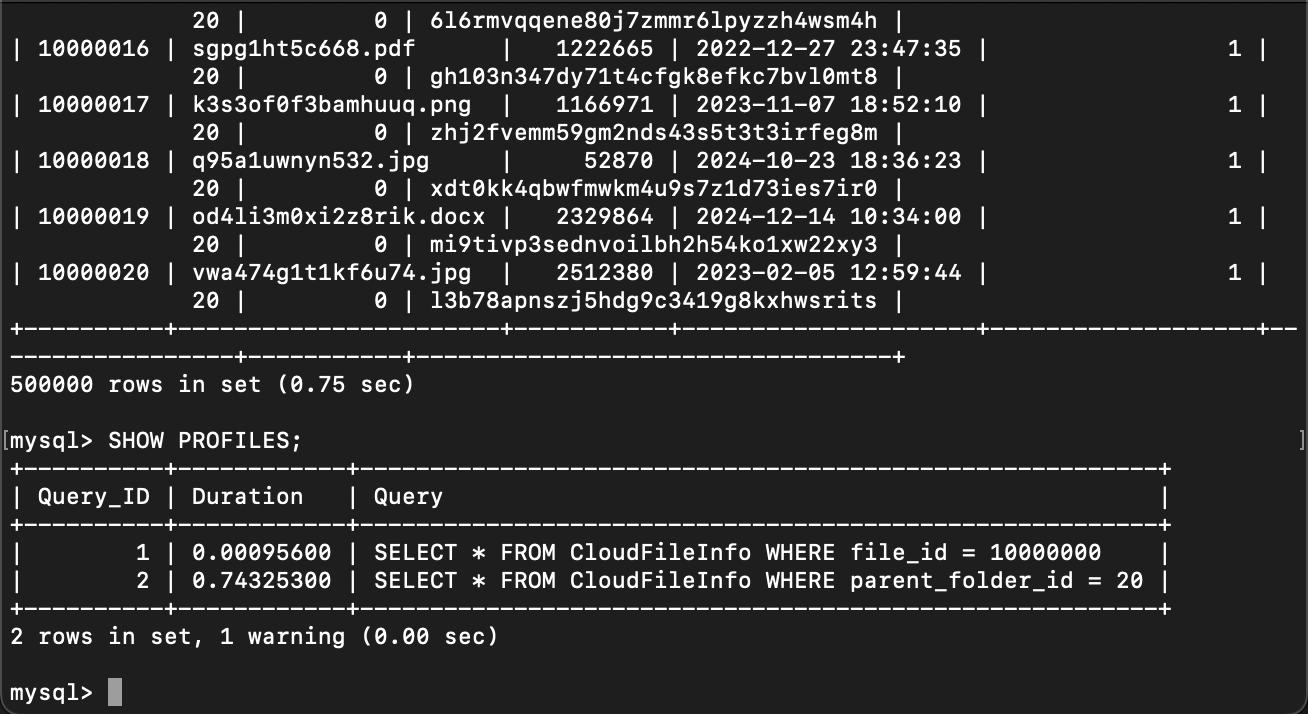 20 |         0 | 6l6rmvqqene80j7zmmr6lpyzzh4wsm4h |
| 10000016 | sgpg1ht5c668.pdf      |   1222665 | 2022-12-27 23:47:35 |                 1 |
             20 |         0 | gh103n347dy71t4cfgk8efkc7bvl0mt8 |
| 10000017 | k3s3of0f3bamhuuq.png  |   1166971 | 2023-11-07 18:52:10 |                 1 |
             20 |         0 | zhj2fvemm59gm2nds43s5t3t3irfeg8m |
| 10000018 | q95a1uwnyn532.jpg     |     52870 | 2024-10-23 18:36:23 |                 1 |
             20 |         0 | xdt0kk4qbwfmwkm4u9s7z1d73ies7ir0 |
| 10000019 | od4li3m0xi2z8rik.docx |   2329864 | 2024-12-14 10:34:00 |                 1 |
             20 |         0 | mi9tivp3sednvoilbh2h54ko1xw22xy3 |
| 10000020 | vwa474g1t1kf6u74.jpg  |   2512380 | 2023-02-05 12:59:44 |                 1 |
             20 |         0 | l3b78apnszj5hdg9c3419g8kxhwsrits |
+----------+-----------------------+-----------+---------------------+-------------------+--
----------------+-----------+----------------------------------+
500000 rows in set (0.75 sec)
[mysql> SHOW PROFILES; ]
+----------+------------+---------------------------------------------------------+
| Query_ID | Duration   | Query                                                   |
+----------+------------+---------------------------------------------------------+
|        1 | 0.00095600 | SELECT * FROM CloudFileInfo WHERE file_id = 10000000    |
|        2 | 0.74325300 | SELECT * FROM CloudFileInfo WHERE parent_folder_id = 20 |
+----------+------------+---------------------------------------------------------+
2 rows in set, 1 warning (0.00 sec)
mysql>